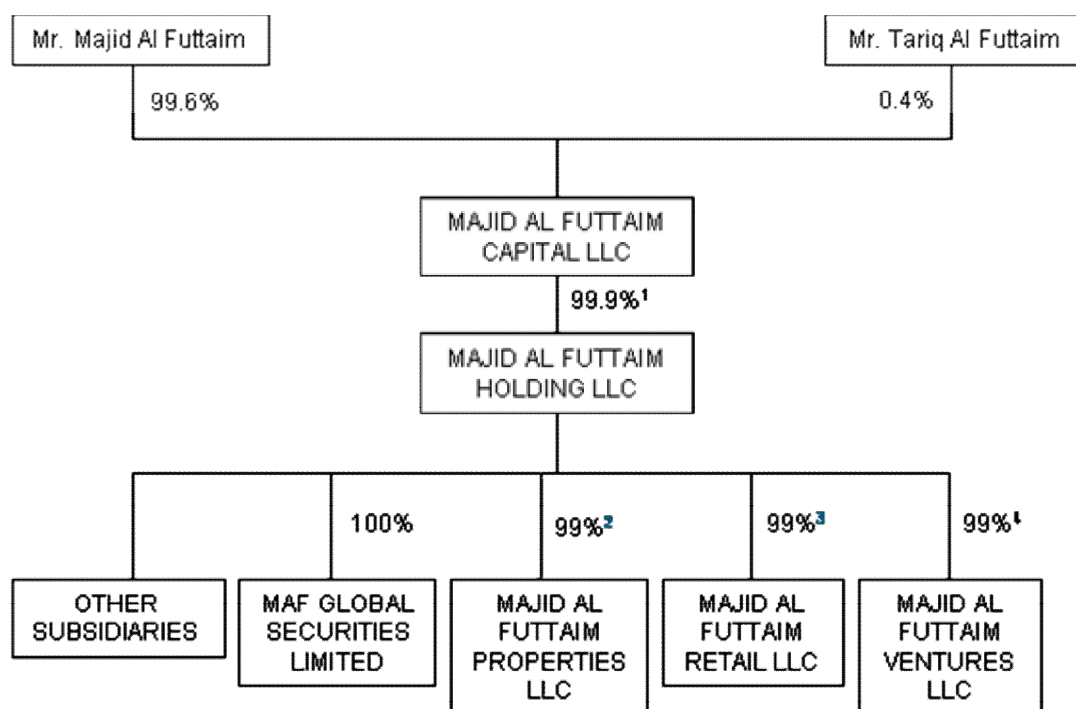 Mr. Majid Al Futtaim
Mr. Tariq Al Futtaim
99.6%
0.4%
MAJID AL FUTTAIM
CAPITAL LLC
99.9%¹
MAJID AL FUTTAIM
HOLDING LLC
100%
99%²
99%³
99%
OTHER
SUBSIDIARIES
MAF GLOBAL
SECURITIES
LIMITED
MAJID AL
FUTTAIM
PROPERTIES
LLC
MAJID AL
FUTTAIM
RETAIL LLC
MAJID AL
FUTTAIM
VENTURES
LLC